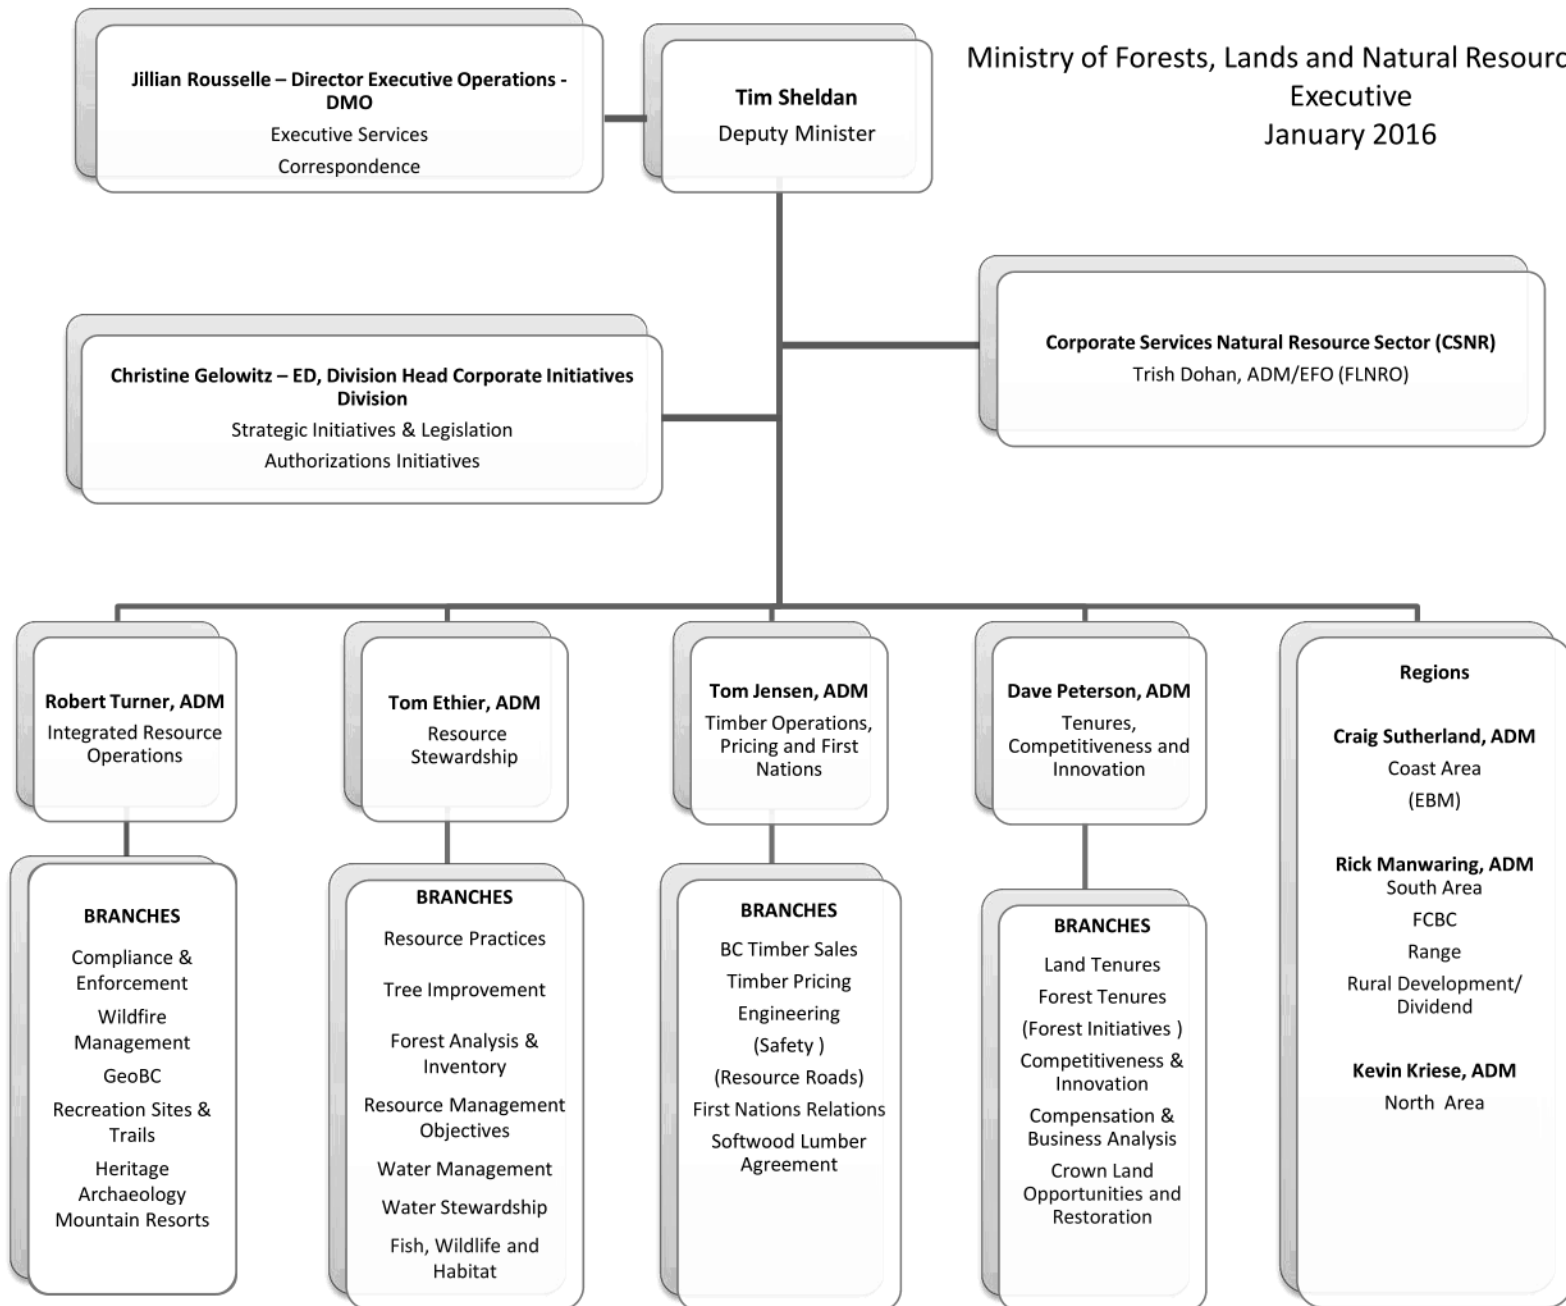 Jillian Rousselle – Director Executive Operations -
DMO
Executive Services
Correspondence
Tim Sheldan
Deputy Minister
Ministry of Forests, Lands and Natural Resourc
Executive
January 2016
Corporate Services Natural Resource Sector (CSNR)
Trish Dohan, ADM/EFO (FLNRO)
Christine Gelowitz – ED, Division Head Corporate Initiatives
Division
Strategic Initiatives & Legislation
Authorizations Initiatives
Robert Turner, ADM
Integrated Resource
Operations
Tom Ethier, ADM
Resource
Stewardship
Tom Jensen, ADM
Timber Operations,
Pricing and First
Nations
Dave Peterson, ADM
Tenures,
Competitiveness and
Innovation
Regions
Craig Sutherland, ADM
Coast Area
(EBM)
Rick Manwaring, ADM
South Area
FCBC
Range
Rural Development/
Dividend
Kevin Kriese, ADM
North Area
BRANCHES
Compliance &
Enforcement
Wildfire
Management
GeoBC
Recreation Sites &
Trails
Heritage
Archaeology
Mountain Resorts
BRANCHES
Resource Practices
Tree Improvement
Forest Analysis &
Inventory
Resource Management
Objectives
Water Management
Water Stewardship
Fish, Wildlife and
Habitat
BRANCHES
BC Timber Sales
Timber Pricing
Engineering
(Safety )
(Resource Roads)
First Nations Relations
Softwood Lumber
Agreement
BRANCHES
Land Tenures
Forest Tenures
(Forest Initiatives )
Competitiveness &
Innovation
Compensation &
Business Analysis
Crown Land
Opportunities and
Restoration